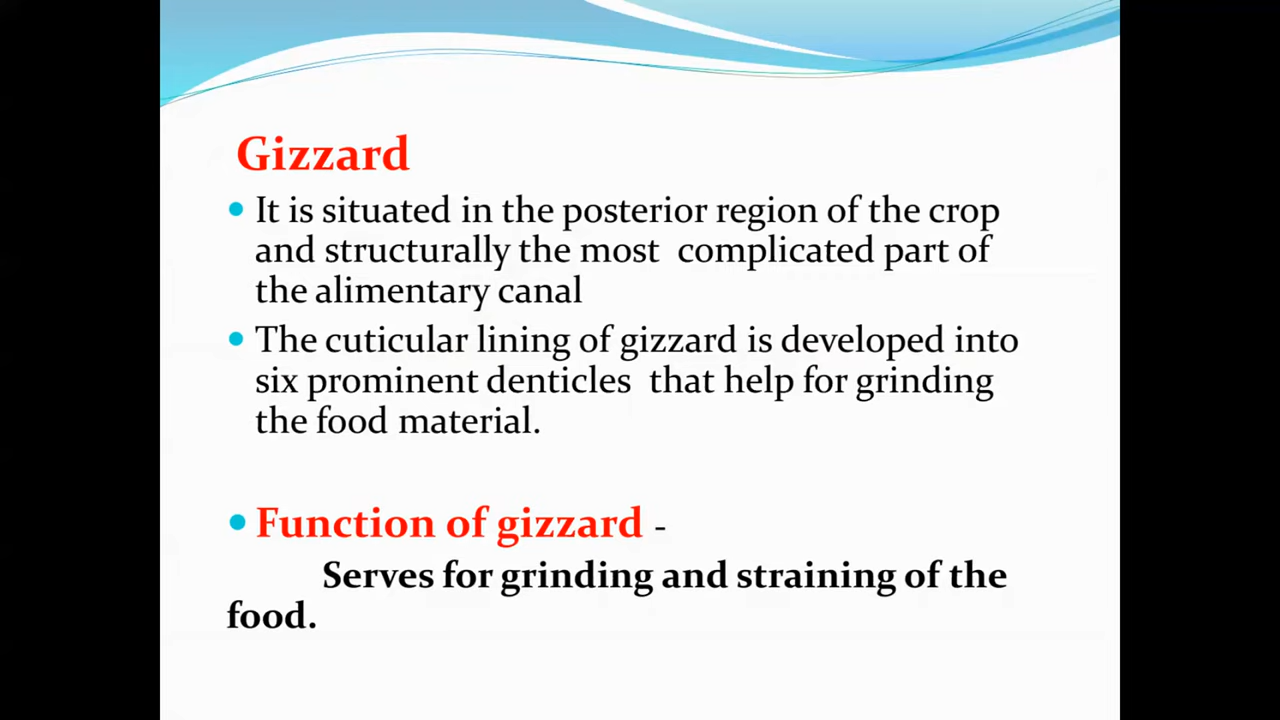 Gizzard
It is situated in the posterior region of the crop
and structurally the most complicated part of
the alimentary canal
The cuticular lining of gizzard is developed into
six prominent denticles that help for grinding
the food material.
Function of gizzard -
Serves for grinding and straining of the
food.